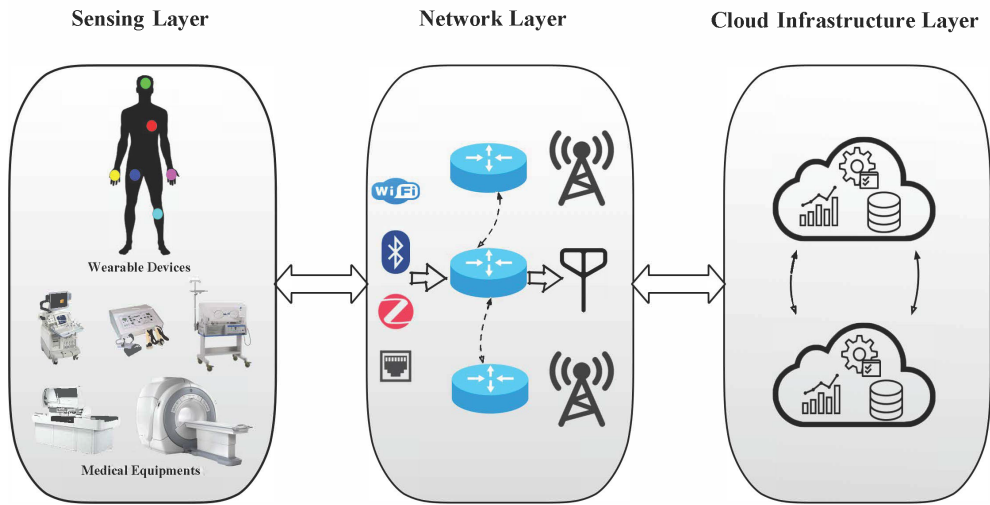 Sensing Layer
Network Layer
Cloud Infrastructure Layer
Wearable Devices
Medical Equipments
WiFi